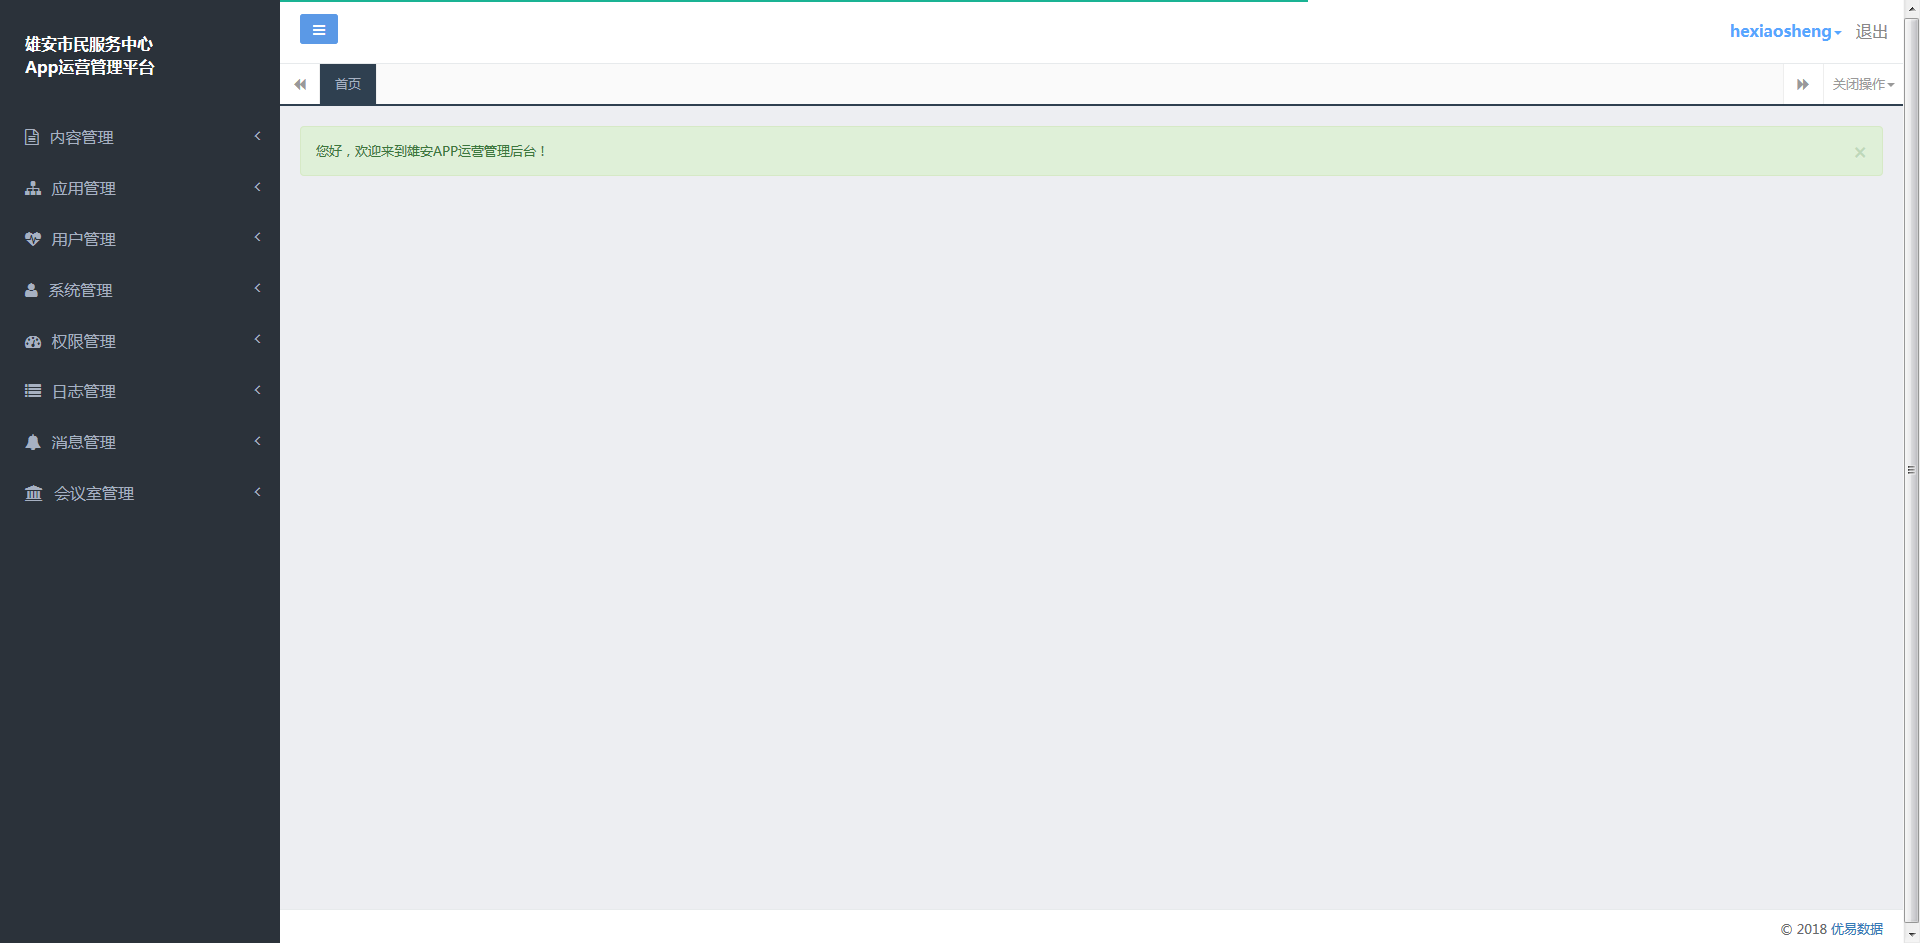 雄安市民服务中心
App运营管理平台
hexiaosheng 退出
首页
关闭操作
您好，欢迎来到雄安APP运营管理后台！
×
内容管理
应用管理
用户管理
系统管理
权限管理
日志管理
消息管理
会议室管理
© 2018 优易数据